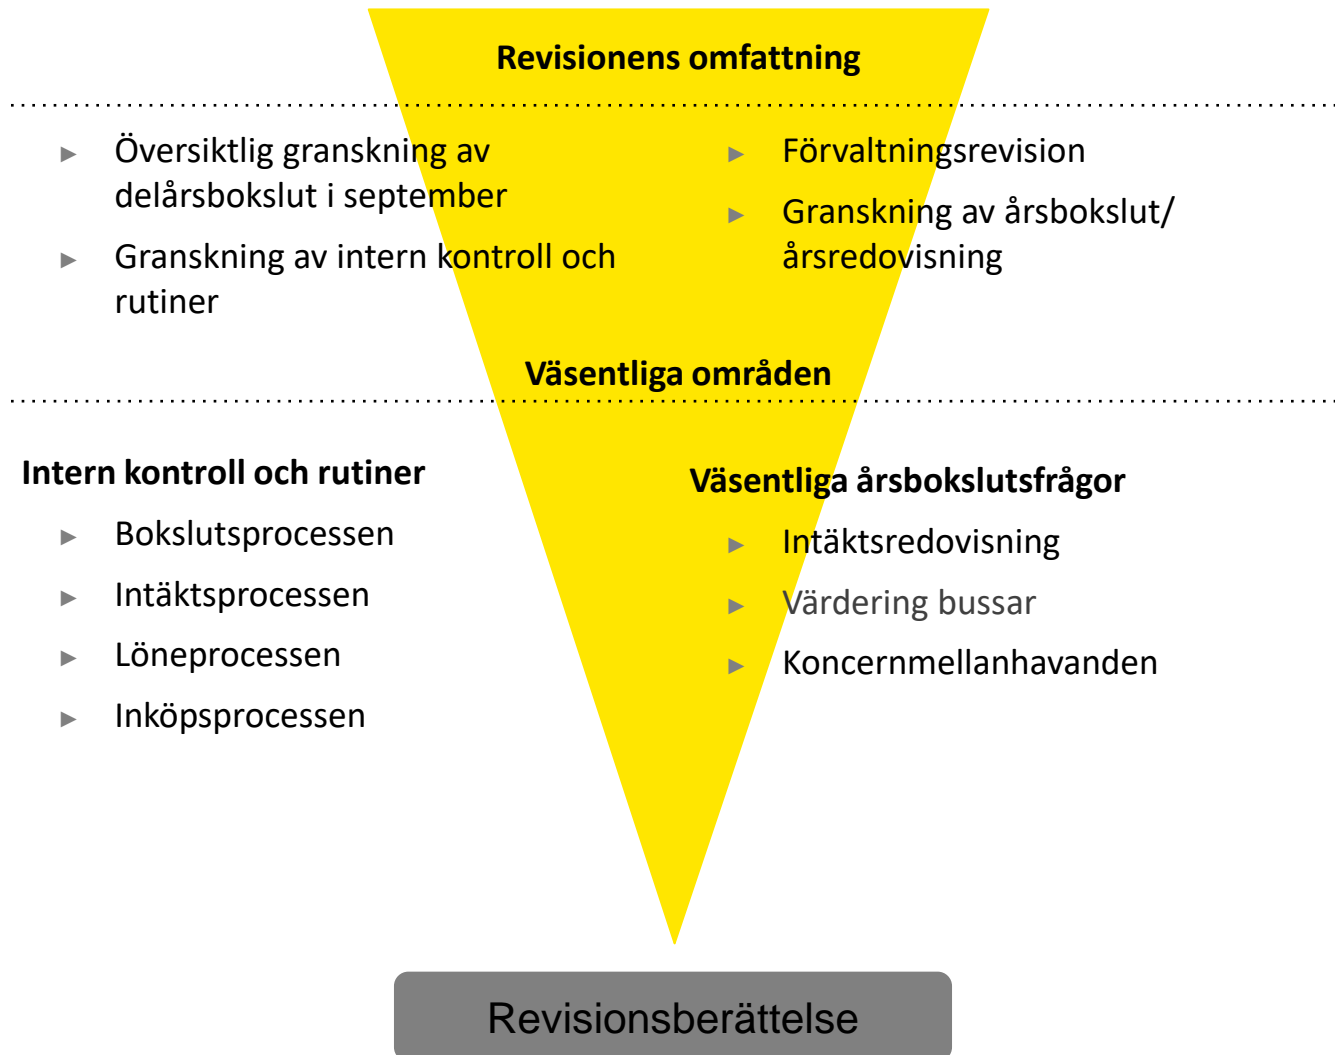 Revisionens omfattning
► Översiktlig granskning av
delårsbokslut i september
► Granskning av intern kontroll och
rutiner
► Förvaltningsrevision
► Granskning av årsbokslut/
årsredovisning
Väsentliga områden
Intern kontroll och rutiner
► Bokslutsprocessen
► Intäktsprocessen
► Löneprocessen
► Inköpsprocessen
Väsentliga årsbokslutsfrågor
► Intäktsredovisning
► Värdering bussar
► Koncernmellanhavanden
Revisionsberättelse